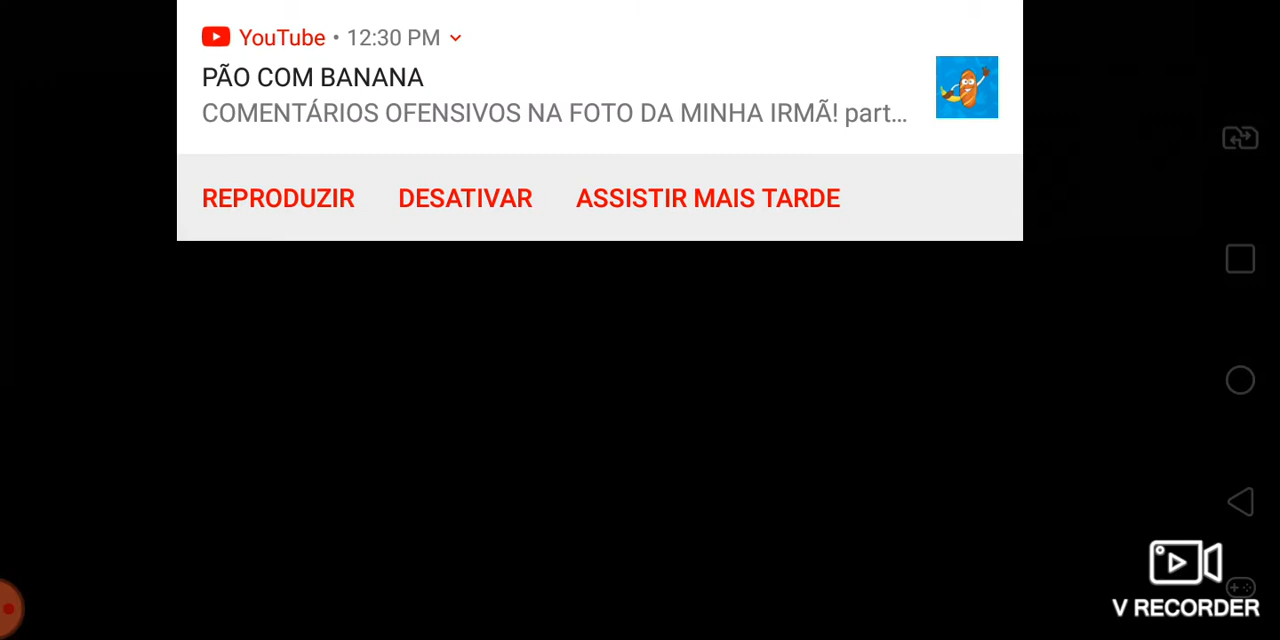 YouTube • 12:30 PM
PÃO COM BANANA
COMENTÁRIOS OFENSIVOS NA FOTO DA MINHA IRMÃ! part...
REPRODUZIR DESATIVAR ASSISTIR MAIS TARDE
V RECORDER